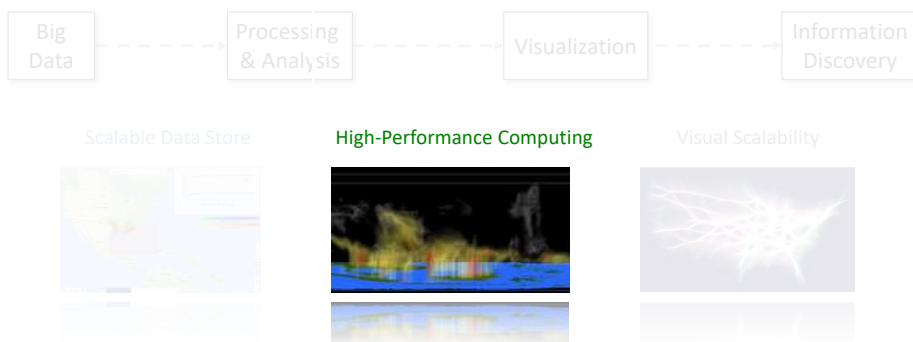 Big
Data
Processing
& Analysis
Visualization
Information
Discovery
Scalable Data Store
High-Performance Computing
Visual Scalability